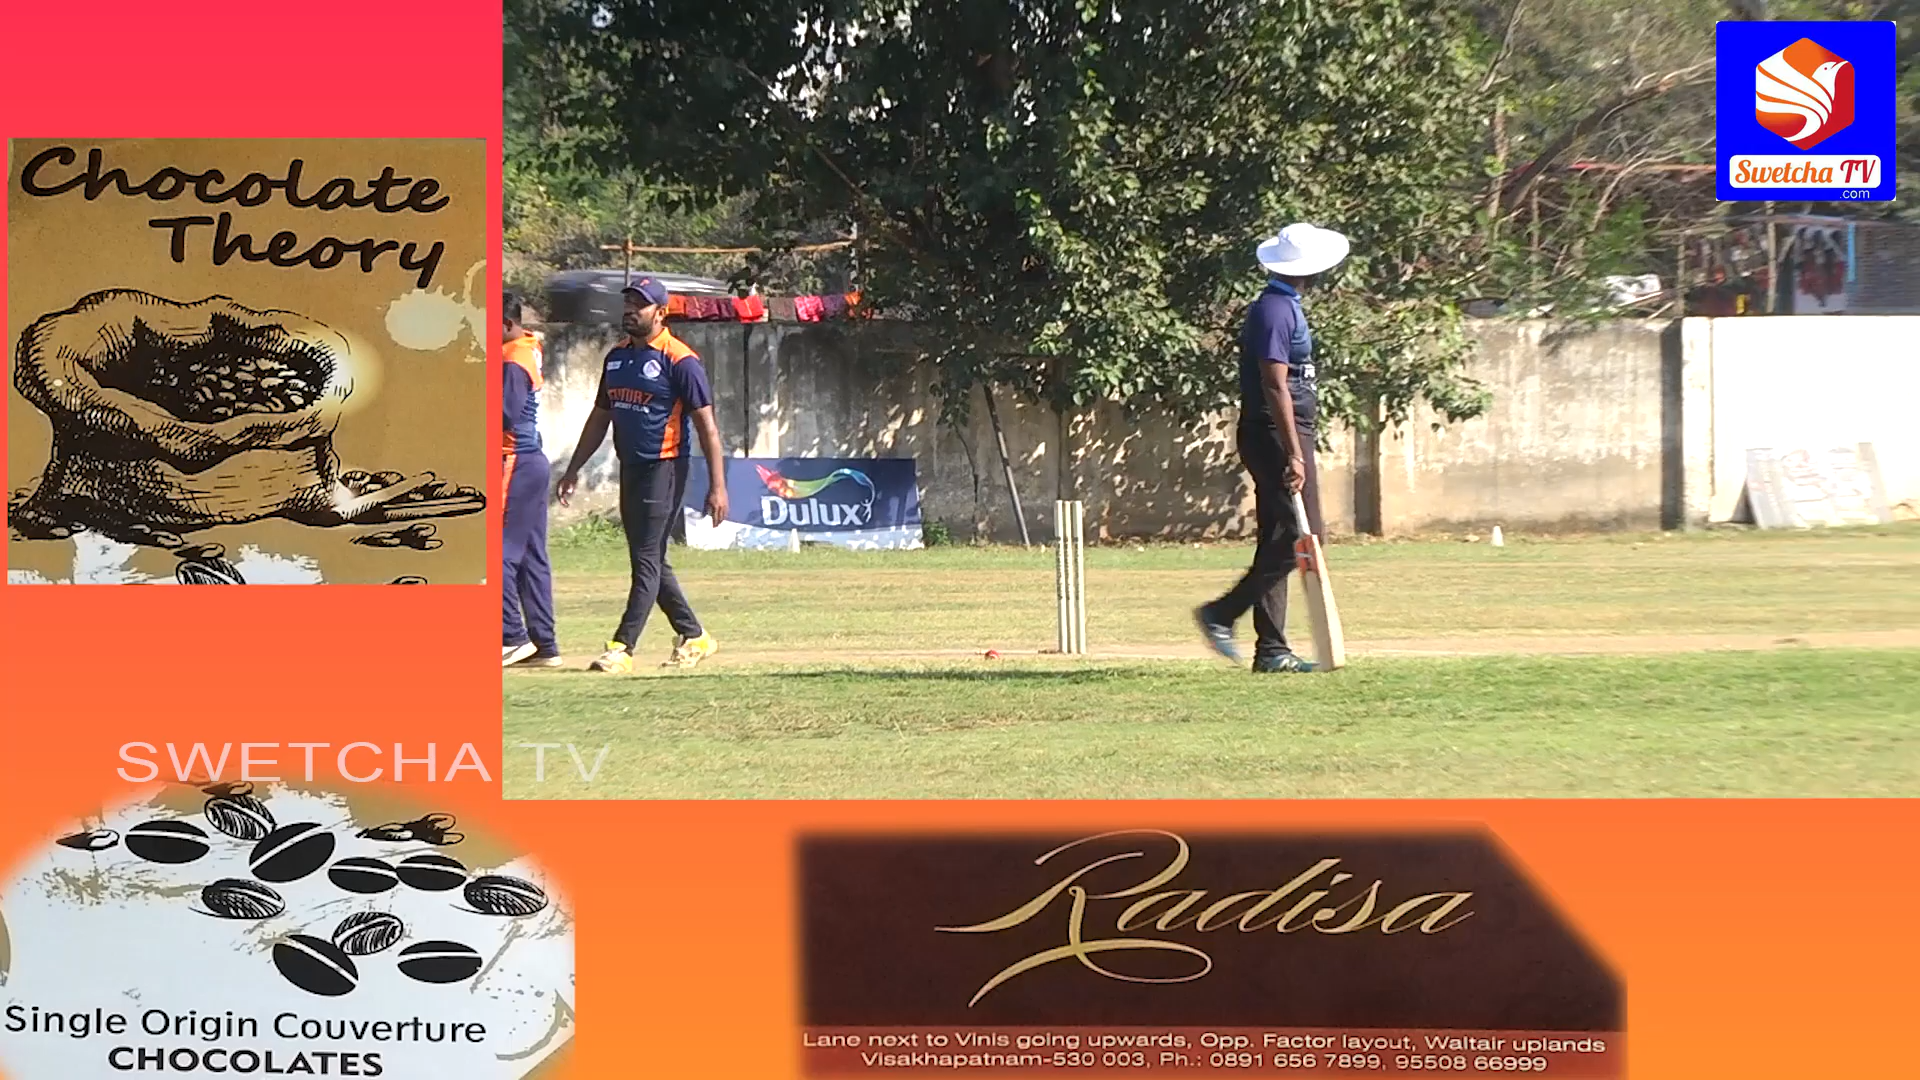 Chocolate
Theory
Swetcha TV
.com
Dulux
SWETCHA TV
Single Origin Couverture
CHOCOLATES
Radisa
Lane next to Vinis going upwards, Opp. Factor layout, Waltair uplands
Visakhapatnam-530 003, Ph.: 0891 656 7899, 95508 66999